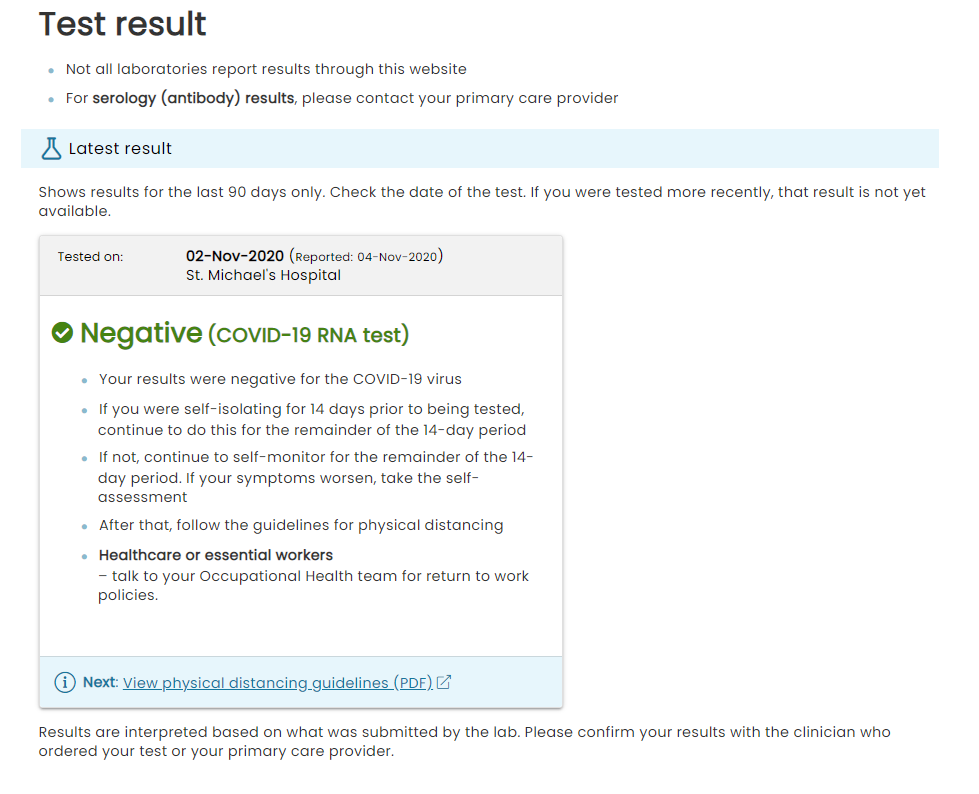 Test result
Not all laboratories report results through this website
For serology (antibody) results, please contact your primary care provider
Latest result
Shows results for the last 90 days only. Check the date of the test. If you were tested more recently, that result is not yet
available.
Tested on: 02-Nov-2020 (Reported: 04-Nov-2020)
St. Michael's Hospital
Negative (COVID-19 RNA test)
Your results were negative for the COVID-19 virus
If you were self-isolating for 14 days prior to being tested,
continue to do this for the remainder of the 14-day period
If not, continue to self-monitor for the remainder of the 14-
day period. If your symptoms worsen, take the self-
assessment
After that, follow the guidelines for physical distancing
Healthcare or essential workers
– talk to your Occupational Health team for return to work
policies.
Next: View physical distancing guidelines (PDF)
Results are interpreted based on what was submitted by the lab. Please confirm your results with the clinician who
ordered your test or your primary care provider.